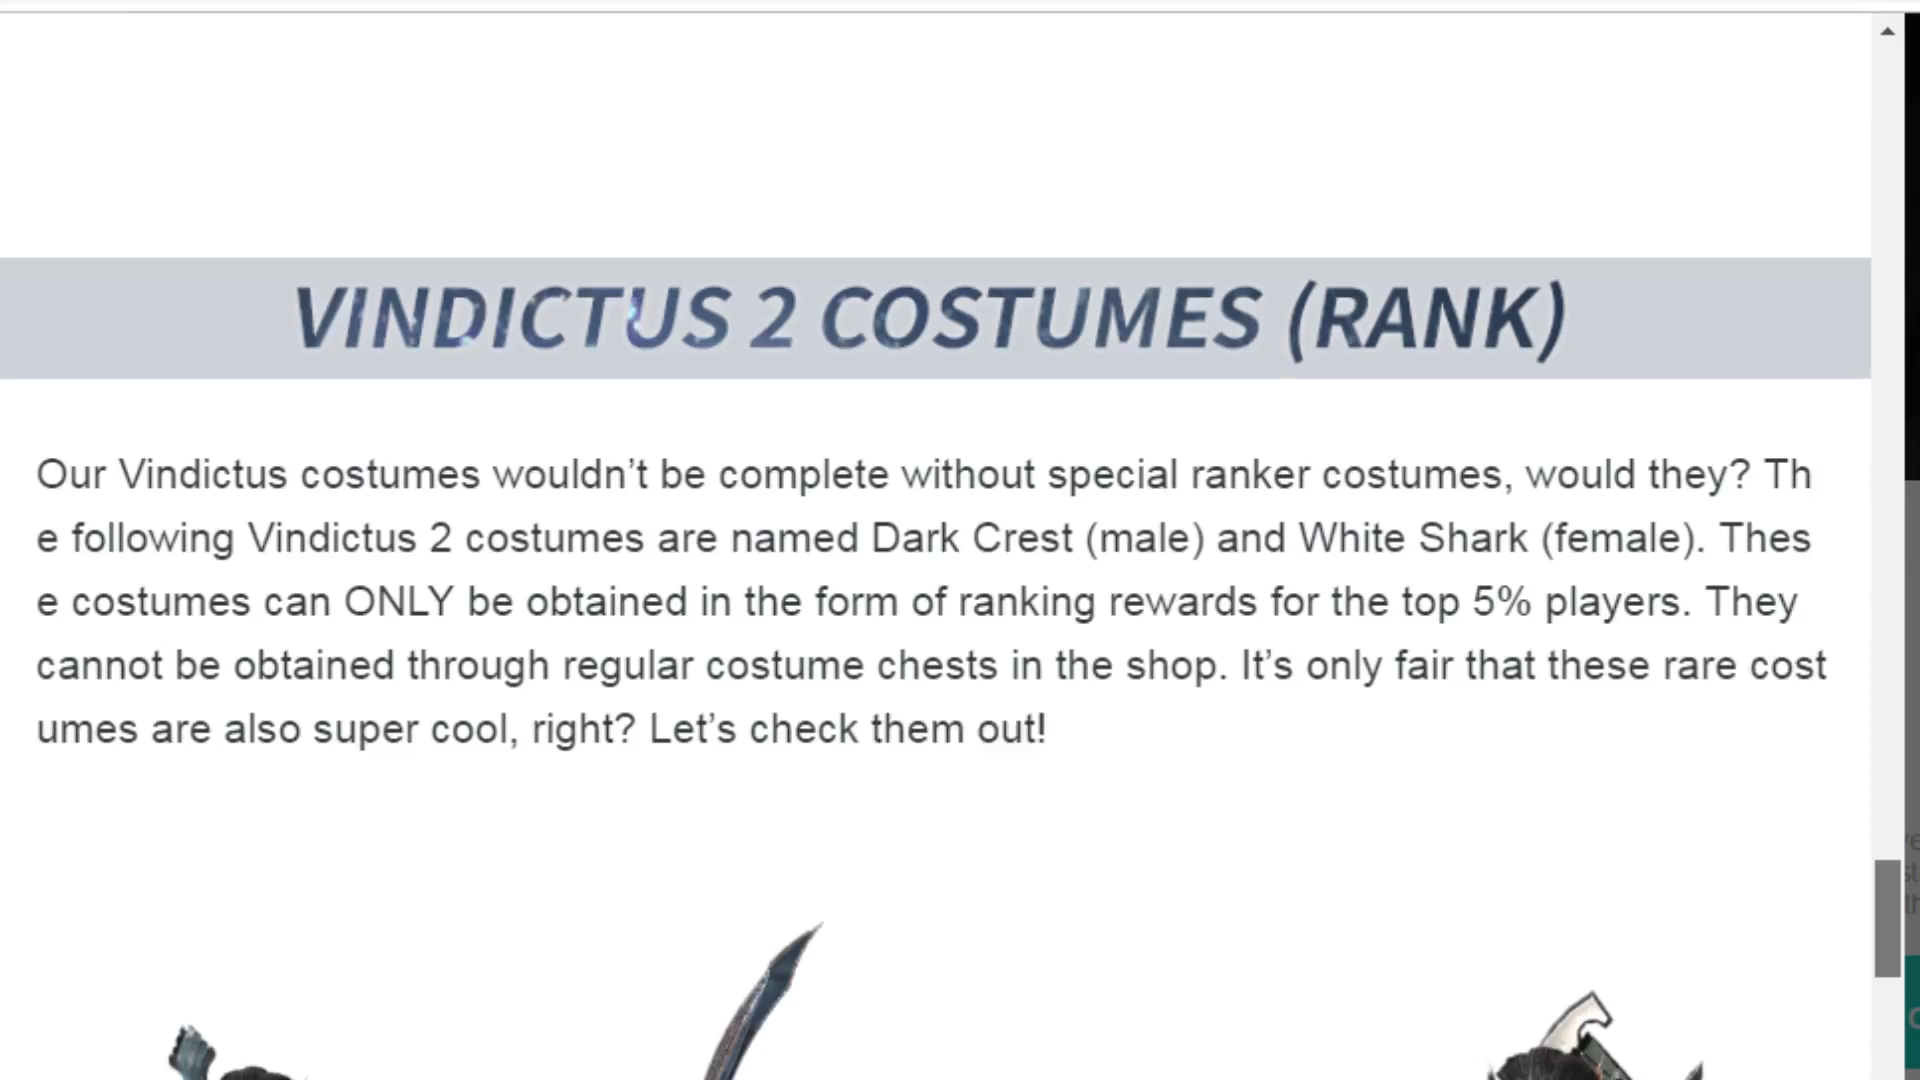 VINDICTUS 2 COSTUMES (RANK)
Our Vindictus costumes wouldn’t be complete without special ranker costumes, would they? Th
e following Vindictus 2 costumes are named Dark Crest (male) and White Shark (female). Thes
e costumes can ONLY be obtained in the form of ranking rewards for the top 5% players. They
cannot be obtained through regular costume chests in the shop. It’s only fair that these rare cost
umes are also super cool, right? Let’s check them out!